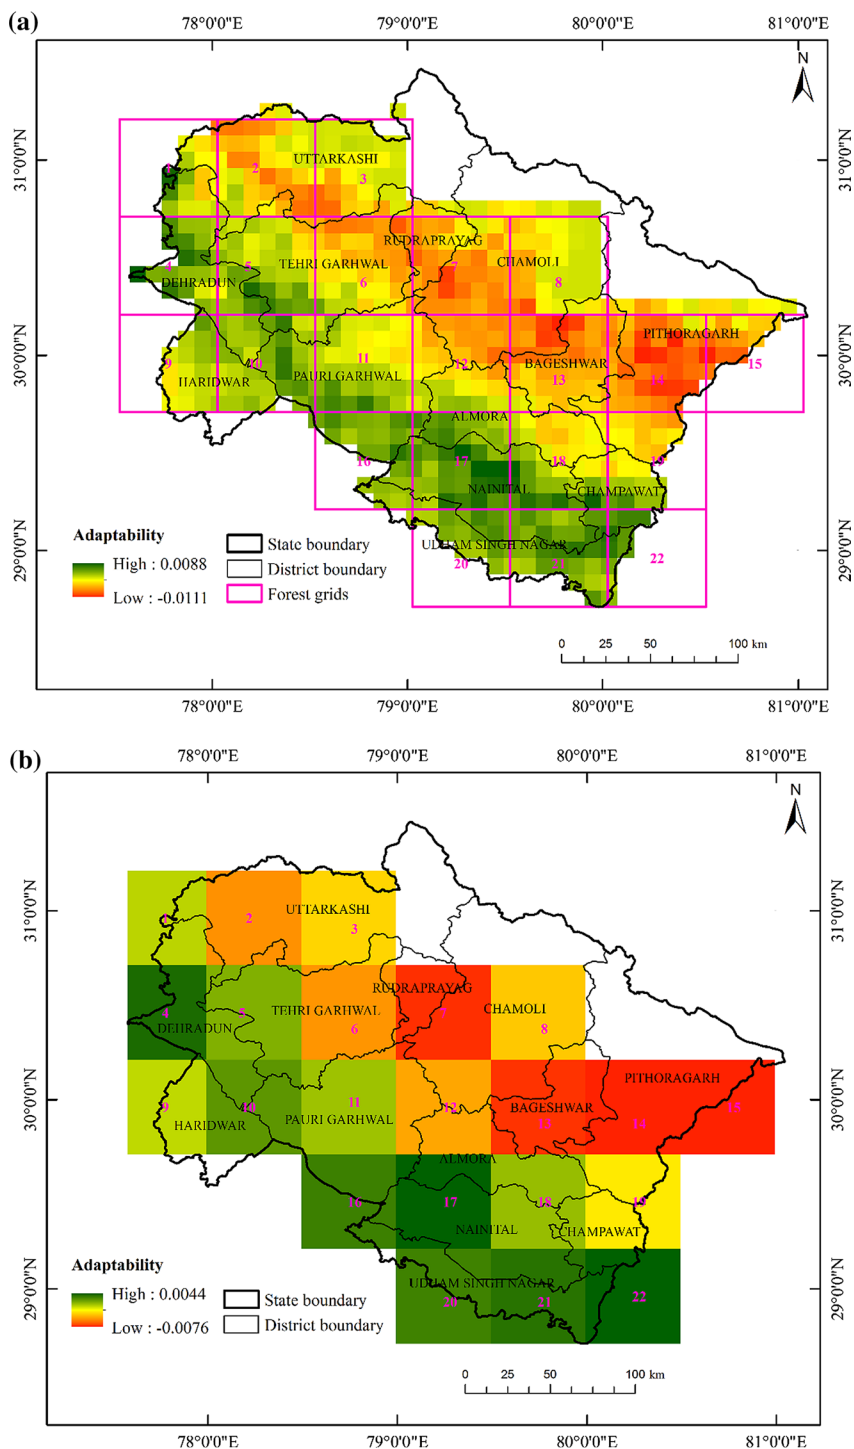 (a)
78°0'0"E 79°0'0"E 80°0'0"E 81°0'0"E
N
31°0'0"N
31°0'0"N
1
2
UTTARKASHI
3
RUDRAPRAYAG
4
5
TEHRI GARHWAL
7
CHAMOLI
DEHRADUN
6
8
30°0'0"N
30°0'0"N
PITHORAGARH
9
10
11
12
BAGESHWAR
15
HARIDWAR
PAURI GARHWAL
13
14
ALMORA
16
17
18
19
NAINITAL
CHAMPAWAT
29°0'0"N
29°0'0"N
UDHAM SINGH NAGAR
20
21
22
Adaptability
High : 0.0088
Low : -0.0111
State boundary
District boundary
Forest grids
0 25 50 100 km
78°0'0"E 79°0'0"E 80°0'0"E 81°0'0"E
(b)
78°0'0"E 79°0'0"E 80°0'0"E 81°0'0"E
N
31°0'0"N
31°0'0"N
1
2
UTTARKASHI
3
RUDRAPRAYAG
4
5
TEHRI GARHWAL
7
CHAMOLI
DEHRADUN
6
8
30°0'0"N
30°0'0"N
PITHORAGARH
9
10
11
12
BAGESHWAR
15
HARIDWAR
PAURI GARHWAL
13
14
ALMORA
16
17
18
19
NAINITAL
CHAMPAWAT
29°0'0"N
29°0'0"N
UDHAM SINGH NAGAR
20
21
22
Adaptability
High : 0.0044
Low : -0.0076
State boundary
District boundary
0 25 50 100 km
78°0'0"E 79°0'0"E 80°0'0"E 81°0'0"E